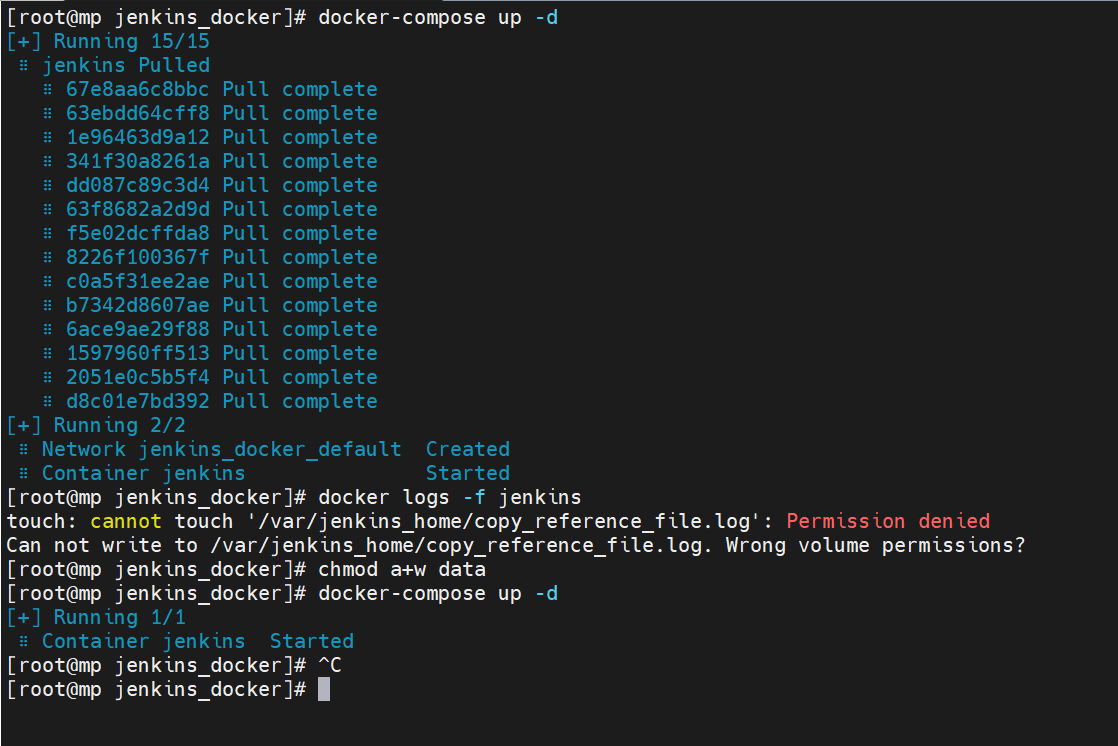 [root@mp jenkins_docker]# docker-compose up -d
[+] Running 15/15
⠿ jenkins Pulled
⠿ 67e8aa6c8bbc Pull complete
⠿ 63ebdd64cff8 Pull complete
⠿ 1e96463d9a12 Pull complete
⠿ 341f30a8261a Pull complete
⠿ dd087c89c3d4 Pull complete
⠿ 63f8682a2d9d Pull complete
⠿ f5e02dcffda8 Pull complete
⠿ 8226f100367f Pull complete
⠿ c0a5f31ee2ae Pull complete
⠿ b7342d8607ae Pull complete
⠿ 6ace9ae29f88 Pull complete
⠿ 1597960ff513 Pull complete
⠿ 2051e0c5b5f4 Pull complete
⠿ d8c01e7bd392 Pull complete
[+] Running 2/2
⠿ Network jenkins_docker_default  Created
⠿ Container jenkins               Started
[root@mp jenkins_docker]# docker logs -f jenkins
touch: cannot touch '/var/jenkins_home/copy_reference_file.log': Permission denied
Can not write to /var/jenkins_home/copy_reference_file.log. Wrong volume permissions?
[root@mp jenkins_docker]# chmod a+w data
[root@mp jenkins_docker]# docker-compose up -d
[+] Running 1/1
⠿ Container jenkins  Started
[root@mp jenkins_docker]# ^C
[root@mp jenkins_docker]#